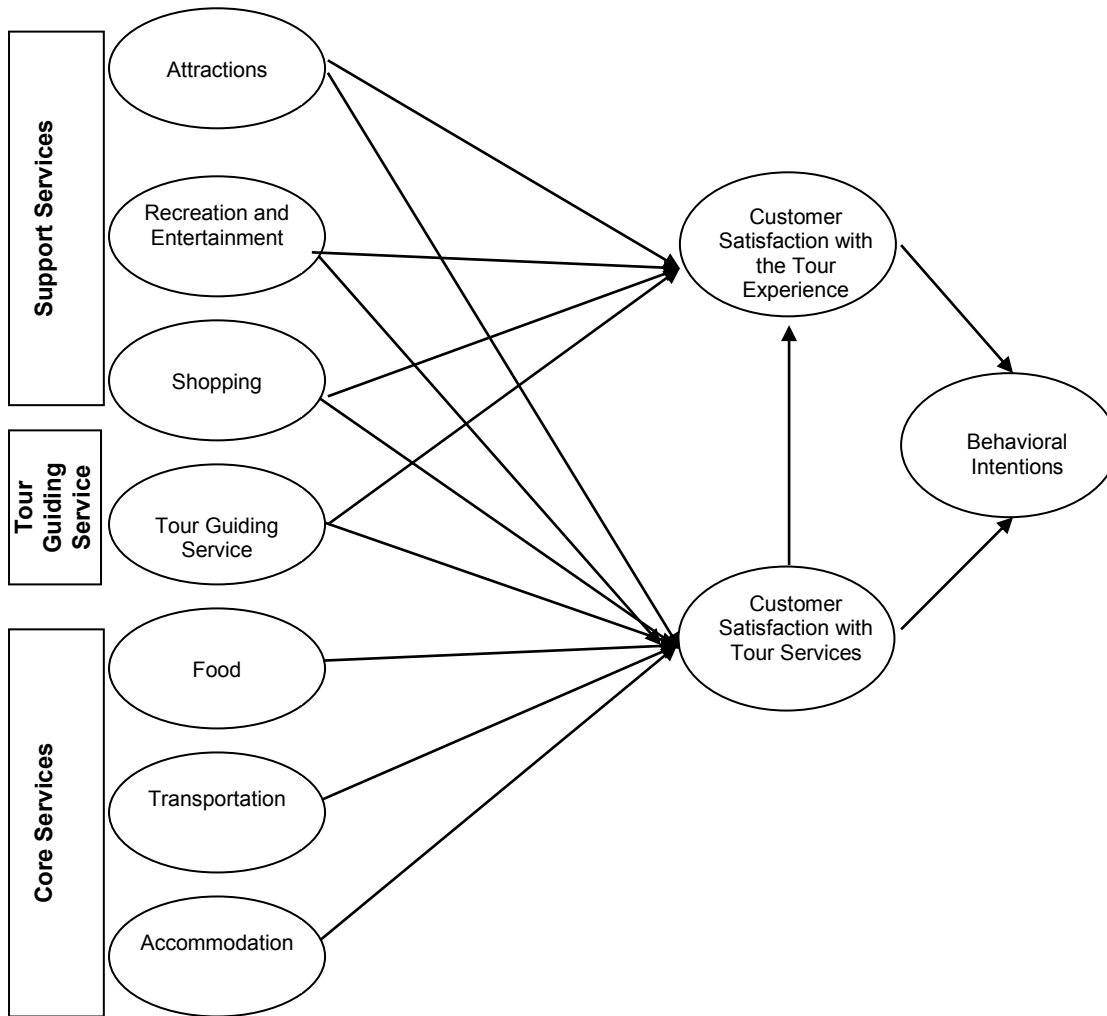 Support Services
Attractions
Recreation and
Entertainment
Shopping
Tour
Guiding
Service
Tour Guiding
Service
Core Services
Food
Transportation
Accommodation
Customer
Satisfaction with
the Tour
Experience
Customer
Satisfaction with
Tour Services
Behavioral
Intentions